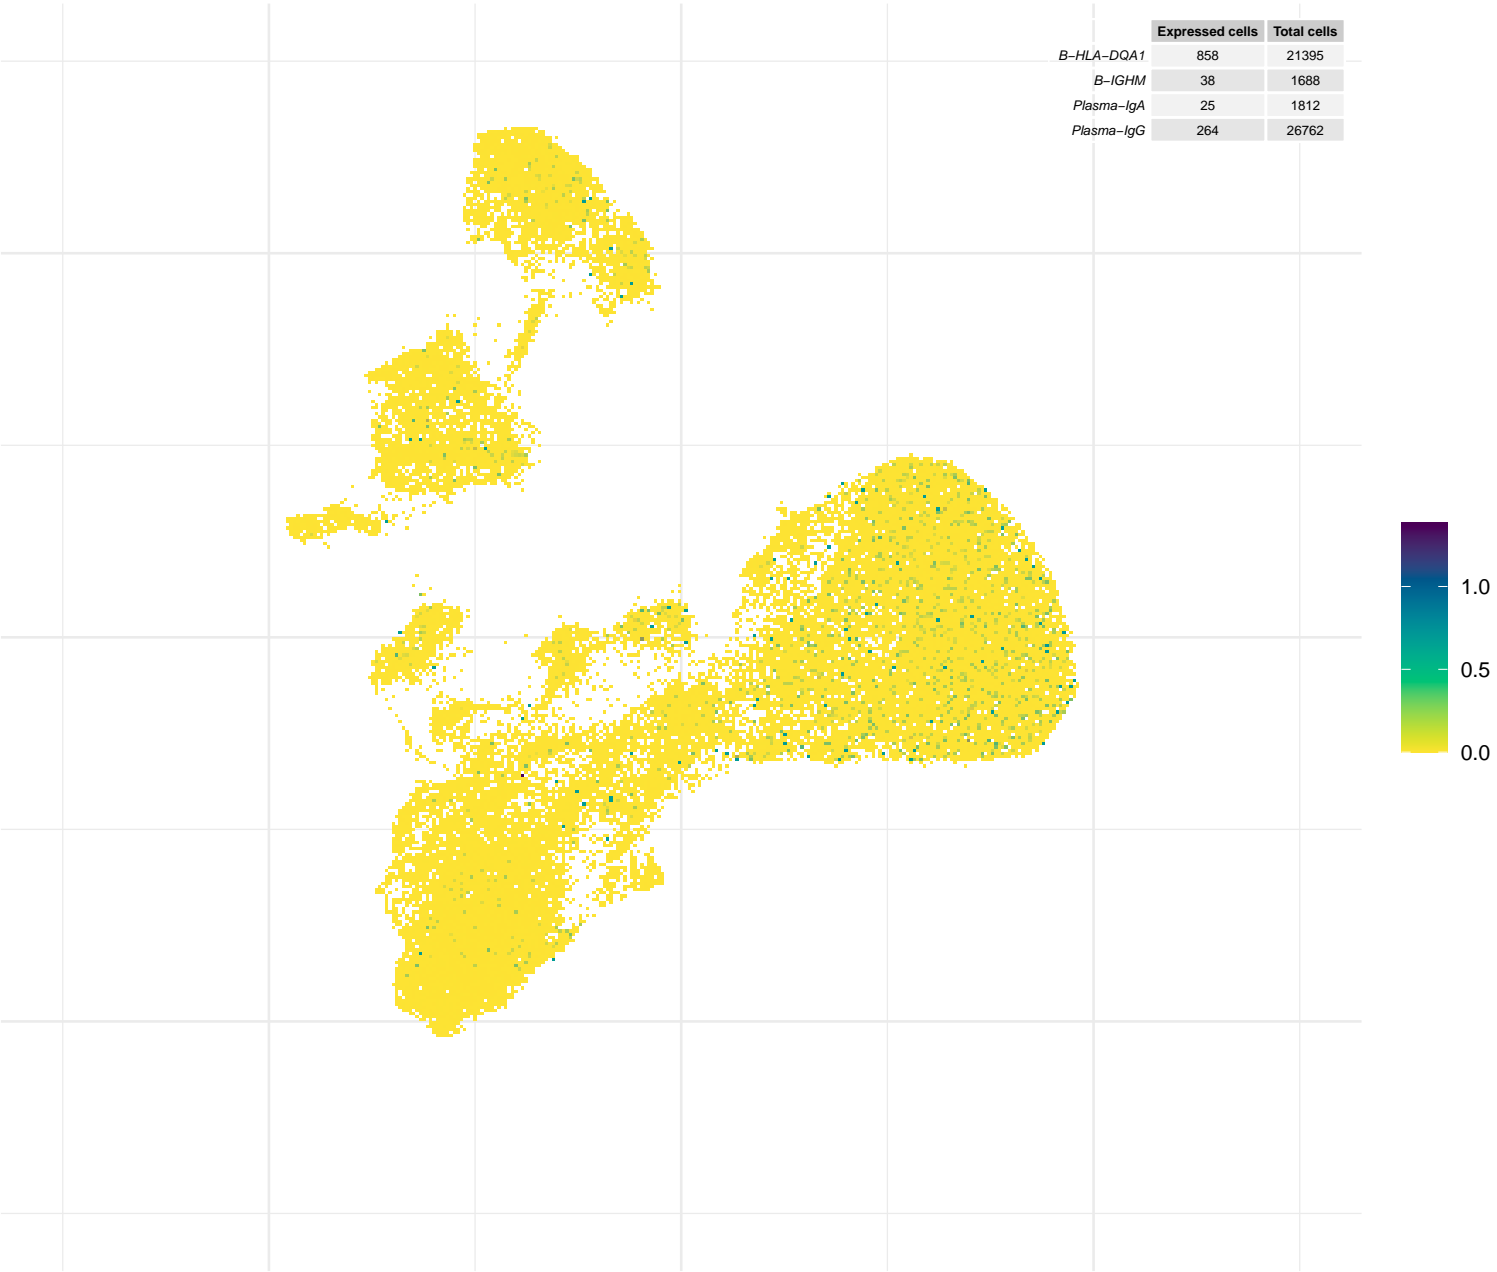 Expressed cells Total cells
B−HLA−DQA1 858 21395
B−IGHM 38 1688
Plasma−IgA 25 1812
Plasma−IgG 264 26762
1.0
0.5
0.0